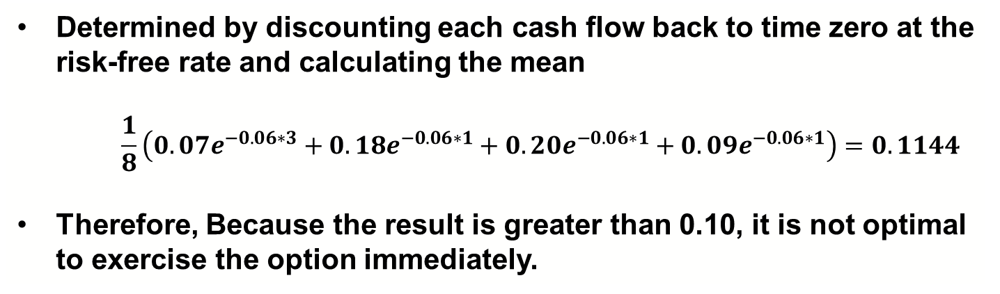 • Determined by discounting each cash flow back to time zero at the
risk-free rate and calculating the mean
1/8 (0.07e^{−0.06∗3} + 0.18e^{−0.06∗1} + 0.20e^{−0.06∗1} + 0.09e^{−0.06∗1}) = 0.1144
• Therefore, Because the result is greater than 0.10, it is not optimal
to exercise the option immediately.